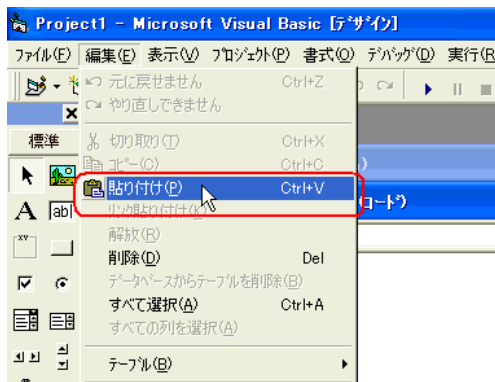 Project1 - Microsoft Visual Basic [ﾃﾞｻﾞｲﾝ]
ﾌｧｲﾙ(F) 編集(E) 表示(V) ﾌﾟﾛｼﾞｪｸﾄ(P) 書式(O) ﾃﾞﾊﾞｯｸﾞ(D) 実行(R
元に戻せません Ctrl+Z
やり直しできません
標準
切り取り(T) Ctrl+X
ｺﾋﾟｰ(C) Ctrl+C
)
貼り付け(P) Ctrl+V
A ab|
ﾘﾝｸ貼り付け(K)
ｺｰﾄﾞ)
xv
解放(R)
削除(D) Del
ﾃﾞｰﾀﾍﾞｰｽからﾃｰﾌﾞﾙを削除(B)
すべて選択(A) Ctrl+A
すべての列を選択(A)
ﾃｰﾌﾞﾙ(B)